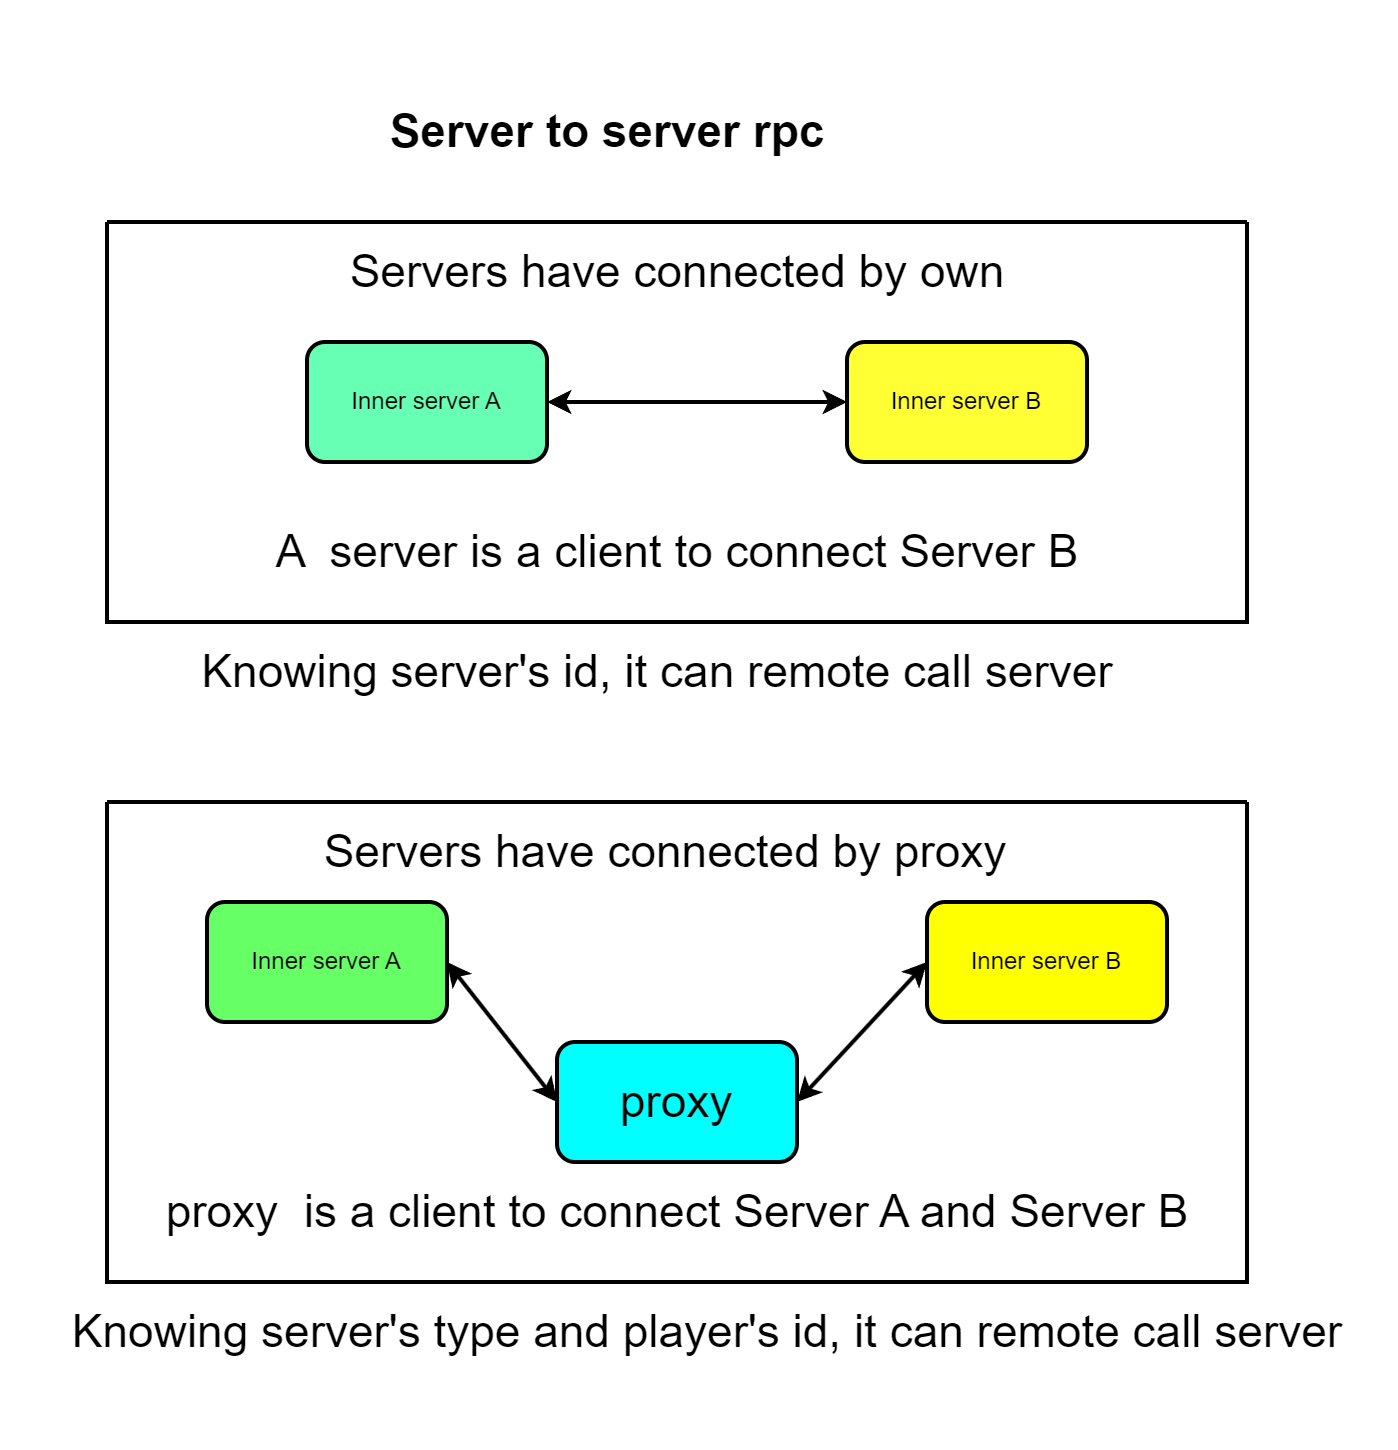 Server to server rpc
Servers have connected by own
Inner server A
Inner server B
A  server is a client to connect Server B
Knowing server's id, it can remote call server
Servers have connected by proxy
Inner server A
Inner server B
proxy
proxy  is a client to connect Server A and Server B
Knowing server's type and player's id, it can remote call server